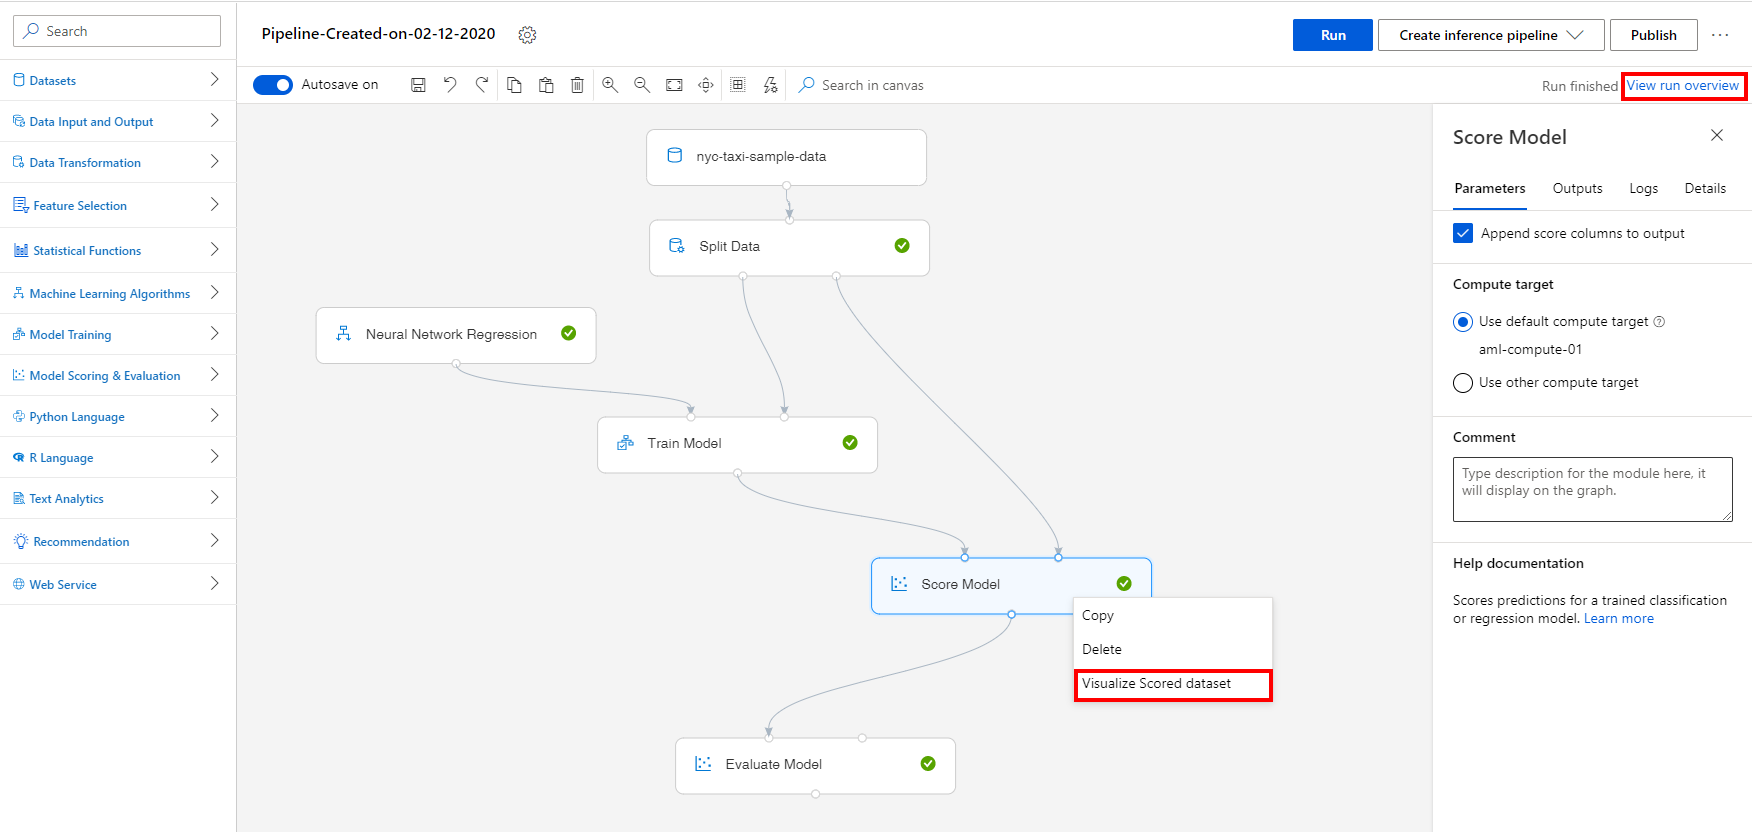 Search
Datasets
Data Input and Output
Data Transformation
Feature Selection
Statistical Functions
Machine Learning Algorithms
Model Training
Model Scoring & Evaluation
Python Language
R Language
Text Analytics
Recommendation
Web Service
Pipeline-Created-on-02-12-2020
Run
Create inference pipeline
Publish
Autosave on
Search in canvas
Run finished
View run overview
nyc-taxi-sample-data
Split Data
Neural Network Regression
Train Model
Score Model
Copy
Delete
Visualize Scored dataset
Evaluate Model
Score Model
Parameters
Outputs
Logs
Details
Append score columns to output
Compute target
Use default compute target
aml-compute-01
Use other compute target
Comment
Type description for the module here, it
will display on the graph.
Help documentation
Scores predictions for a trained classification
or regression model. Learn more